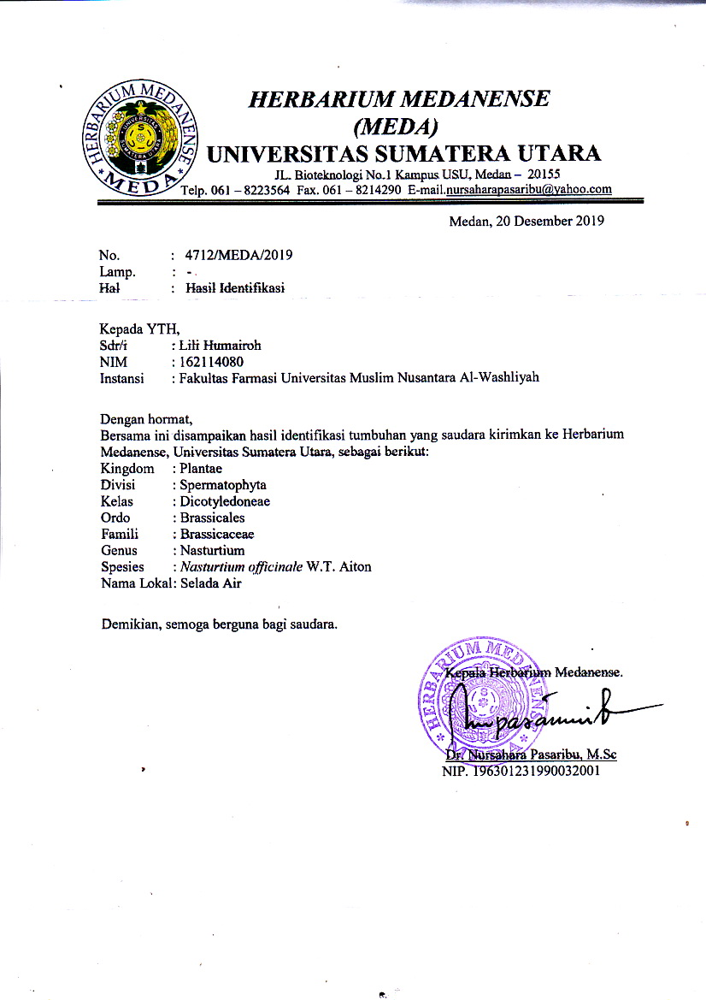 HERBARIUM MEDANENSE
MEDA
UNIVERSITAS SUMATERA UTARA
HERBARIUM MEDANENSE
(MEDA)
UNIVERSITAS SUMATERA UTARA
JL. Bioteknologi No.1 Kampus USU, Medan – 20155
Telp. 061 – 8223564 Fax. 061 – 8214290 E-mail.nursaharapasaribu@yahoo.com
Medan, 20 Desember 2019
No. : 4712/MEDA/2019
Lamp. : -
Hal : Hasil Identifikasi
Kepada YTH,
Sdr/i : Lili Humairoh
NIM : 162114080
Instansi : Fakultas Farmasi Universitas Muslim Nusantara Al-Washliyah
Dengan hormat,
Bersama ini disampaikan hasil identifikasi tumbuhan yang saudara kirimkan ke Herbarium
Medanense, Universitas Sumatera Utara, sebagai berikut:
Kingdom : Plantae
Divisi : Spermatophyta
Kelas : Dicotyledoneae
Ordo : Brassicales
Famili : Brassicaceae
Genus : Nasturtium
Spesies : Nasturtium officinale W.T. Aiton
Nama Lokal : Selada Air
Demikian, semoga berguna bagi saudara.
HERBARIUM MEDANENSE
MEDA
Kepala Herbarium Medanense.
Dr. Nursahara Pasaribu, M.Sc
NIP. 196301231990032001